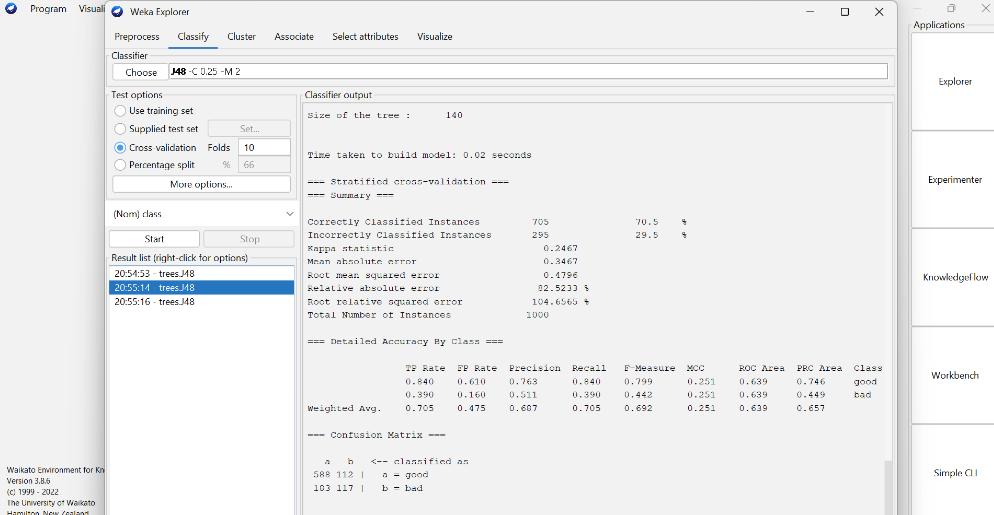 Program Visuali
Weka Explorer
Preprocess Classify Cluster Associate Select attributes Visualize
Classifier
Choose J48 -C 0.25 -M 2
Test options
Use training set
Supplied test set Set...
Cross-validation Folds 10
Percentage split % 66
More options...
(Nom) class
Start Stop
Result list (right-click for options)
20:54:53 - trees.J48
20:55:14 - trees.J48
20:55:16 - trees.J48
Classifier output
Size of the tree : 140
Time taken to build model: 0.02 seconds
=== Stratified cross-validation ===
=== Summary ===
Correctly Classified Instances 705 70.5 %
Incorrectly Classified Instances 295 29.5 %
Kappa statistic 0.2467
Mean absolute error 0.3467
Root mean squared error 0.4796
Relative absolute error 82.5233 %
Root relative squared error 104.6565 %
Total Number of Instances 1000
=== Detailed Accuracy By Class ===
TP Rate FP Rate Precision Recall F-Measure MCC ROC Area PRC Area Class
0.840 0.610 0.763 0.840 0.799 0.251 0.639 0.746 good
0.390 0.160 0.511 0.390 0.442 0.251 0.639 0.449 bad
Weighted Avg. 0.705 0.475 0.687 0.705 0.692 0.251 0.639 0.657
=== Confusion Matrix ===
a b <-- classified as
588 112 | a = good
183 117 | b = bad
Applications
Explorer
Experimenter
KnowledgeFlow
Workbench
Simple CLI
Waikato Environment for Kn
Version 3.8.6
(c) 1999 - 2022
The University of Waikato
Hamilton, New Zealand